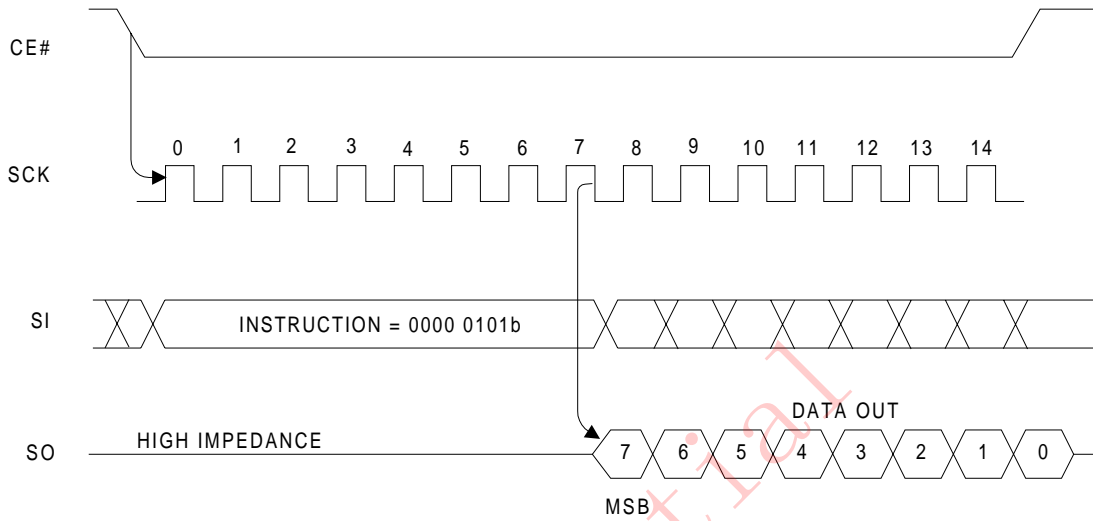 CE#
0 1 2 3 4 5 6 7 8 9 10 11 12 13 14
SCK
SI
INSTRUCTION = 0000 0101b
DATA OUT
HIGH IMPEDANCE
SO
7 6 5 4 3 2 1 0
MSB
tial